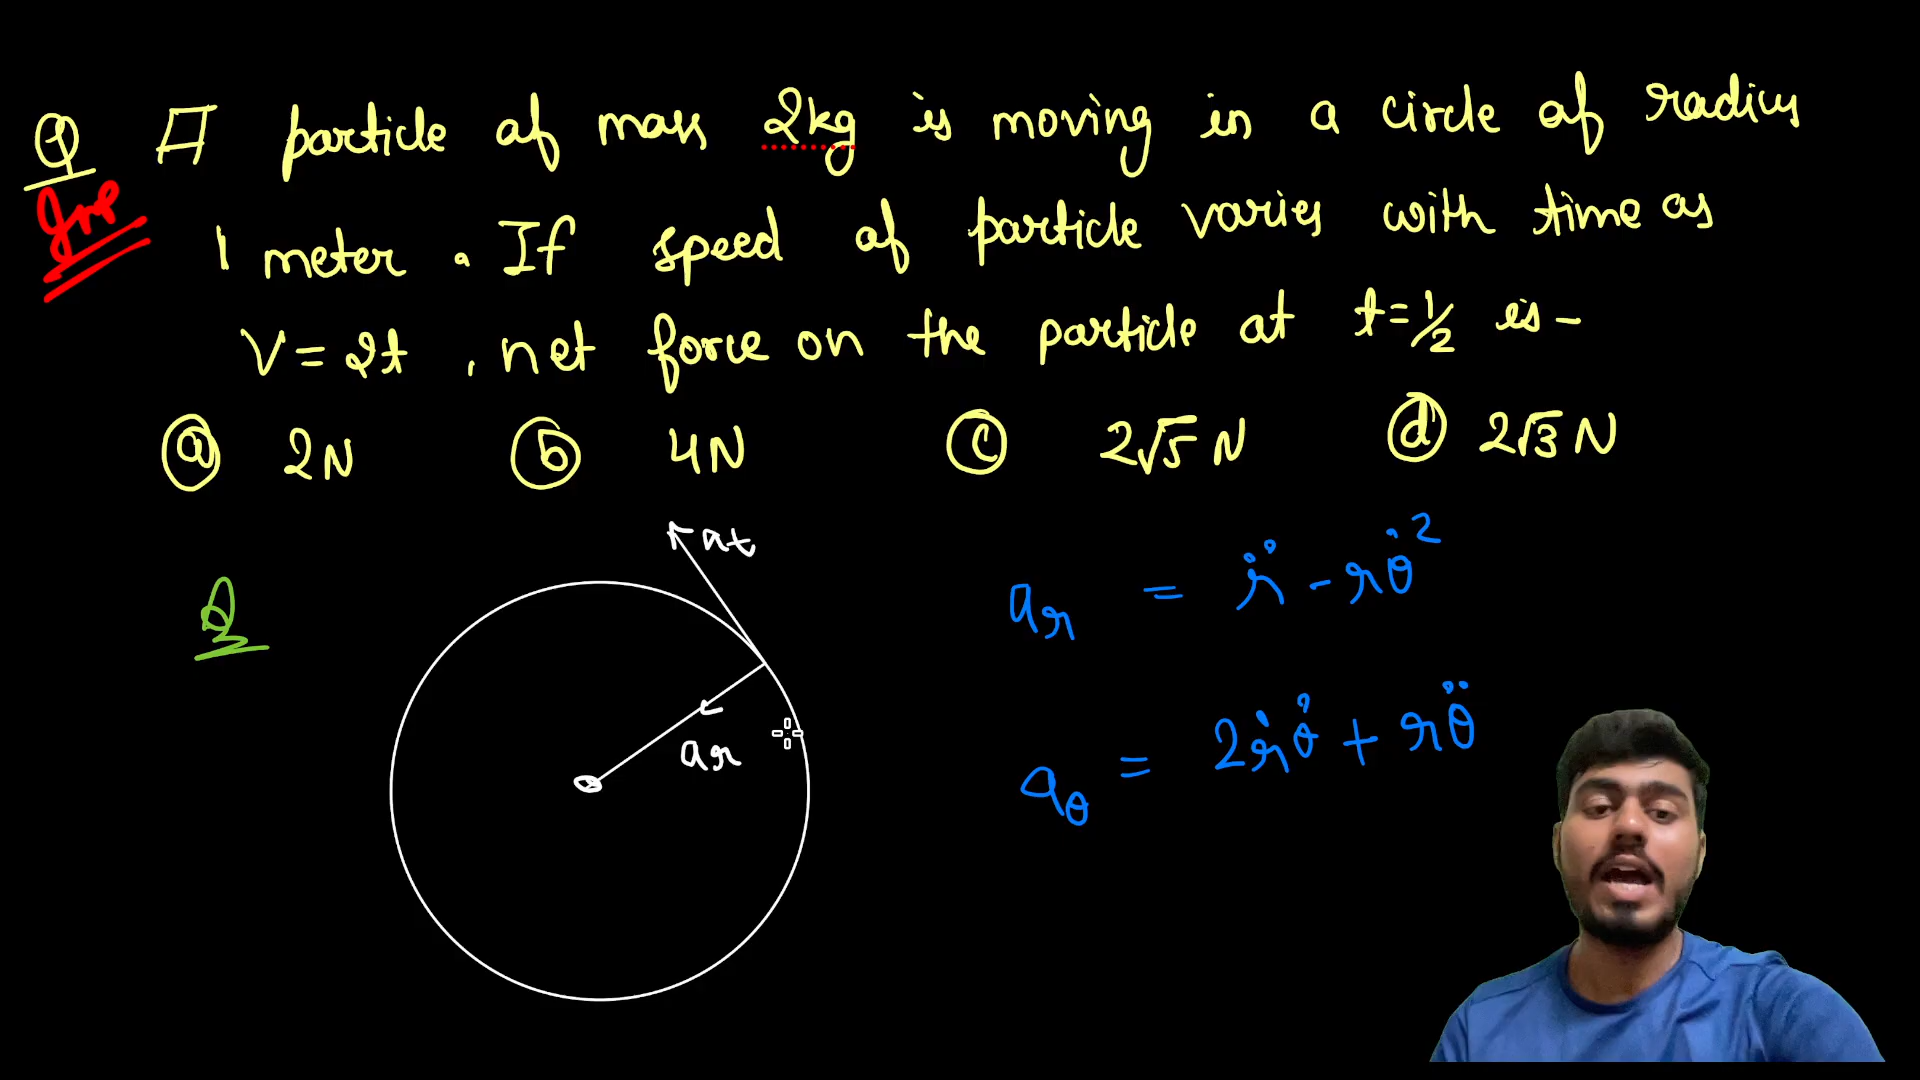 Q A particle of mass 2kg is moving in a circle of radius
Imp
1 meter. If speed of particle varies with time as
V = 2t, net force on the particle at t=1/2 is -
(a) 2N (b) 4N (c) 2√5 N (d) 2√3 N
at
ar
a_r = r̈ - rθ̇²
a_θ = 2ṙθ̇ + rθ̈